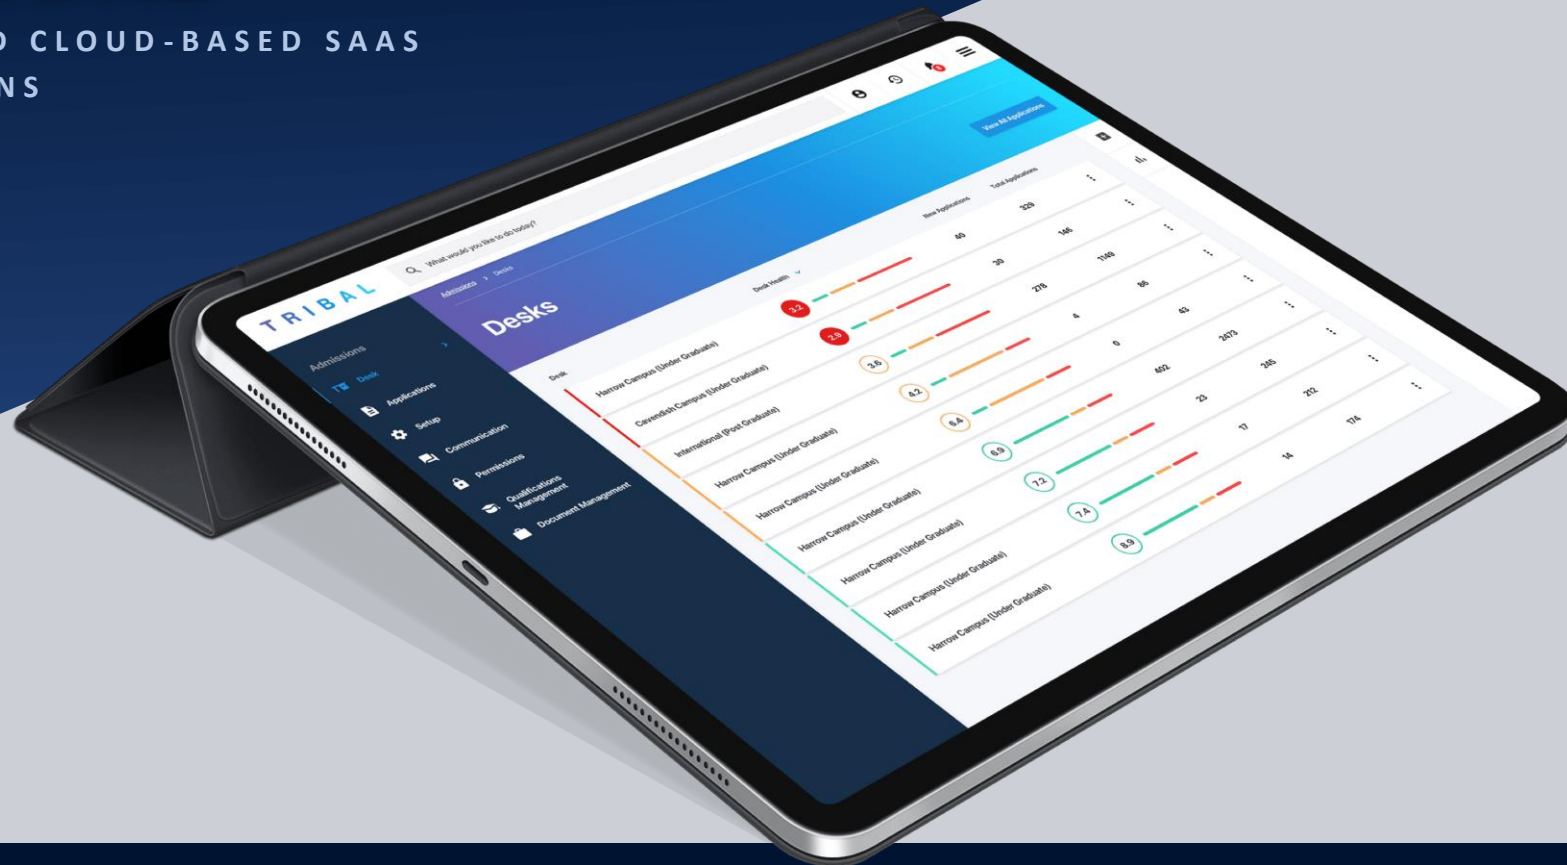 D CLOUD-BASED SAAS
NS
TRIBAL
What would you like to do today?
Admissions
Desk
Applications
Setup
Communication
Permissions
Qualifications
Management
Document Management
Admissions > Desks
Desks
View All Applications
Desk Desk Health New Applications Total Applications
Harrow Campus (Under Graduate) 3.2 40 329
Cavendish Campus (Under Graduate) 2.9 30 146
International (Post Graduate) 3.6 278 1149
Harrow Campus (Under Graduate) 4.2 4 86
Harrow Campus (Under Graduate) 6.4 0 43
Harrow Campus (Under Graduate) 6.9 402 2473
Harrow Campus (Under Graduate) 7.2 23 245
Harrow Campus (Under Graduate) 7.4 17 212
Harrow Campus (Under Graduate) 8.9 14 174